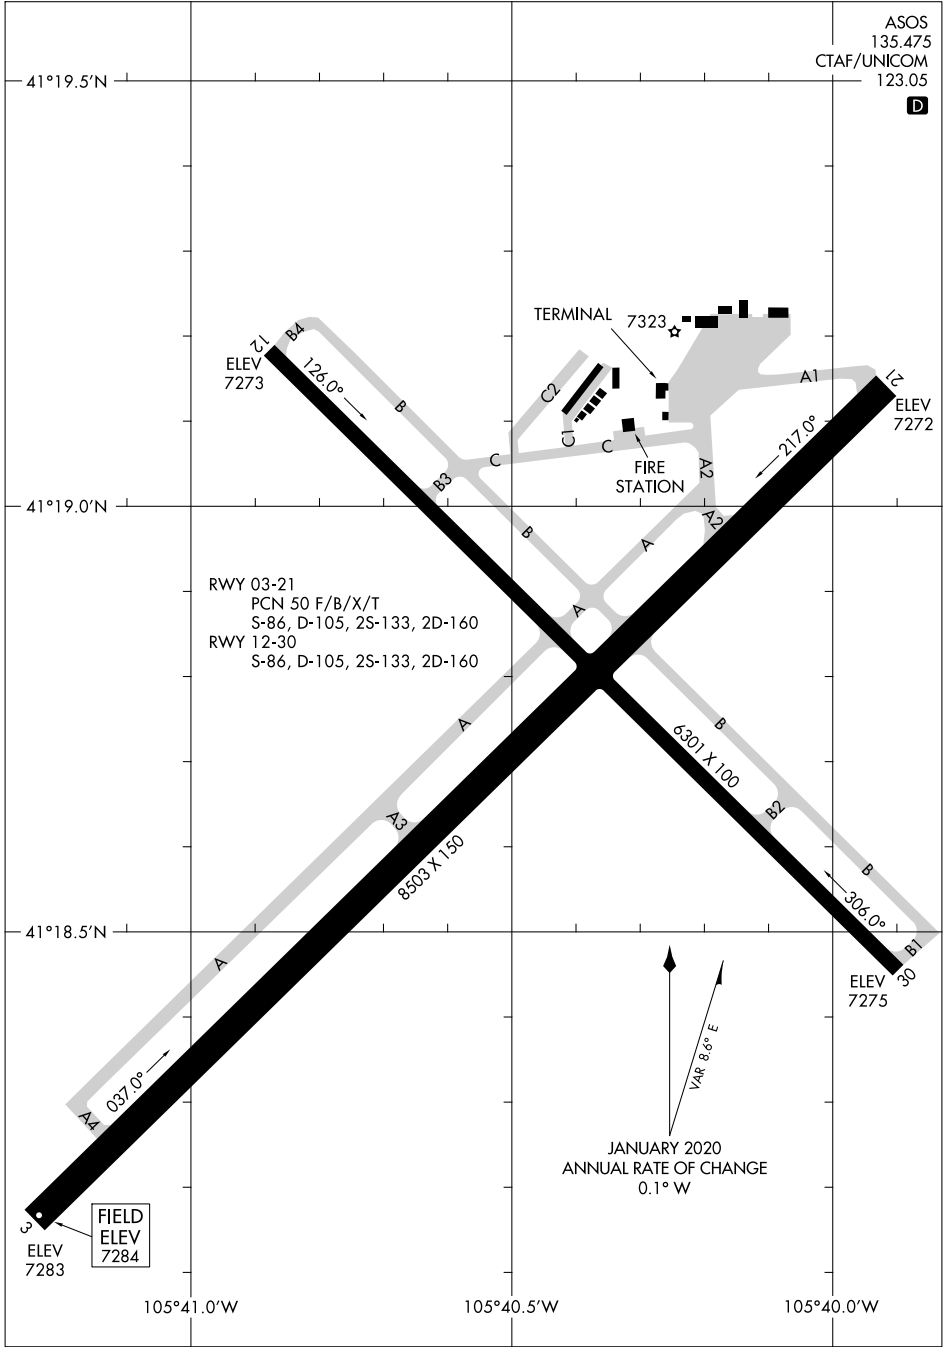 ASOS
135.475
CTAF/UNICOM
123.05
D
41°19.5'N
TERMINAL
7323
12
B4
ELEV
7273
126.0°
B
C2
C1
C
C
FIRE
STATION
A1
21
ELEV
7272
217.0°
A2
A2
B3
41°19.0'N
B
A
A
RWY 03-21
PCN 50 F/B/X/T
S-86, D-105, 2S-133, 2D-160
RWY 12-30
S-86, D-105, 2S-133, 2D-160
A
B
6301 X 100
B2
A3
8503 X 150
B
306.0°
41°18.5'N
B1
30
ELEV
7275
A
037.0°
A4
VAR 8.6° E
JANUARY 2020
ANNUAL RATE OF CHANGE
0.1° W
3
ELEV
7283
FIELD
ELEV
7284
105°41.0'W
105°40.5'W
105°40.0'W